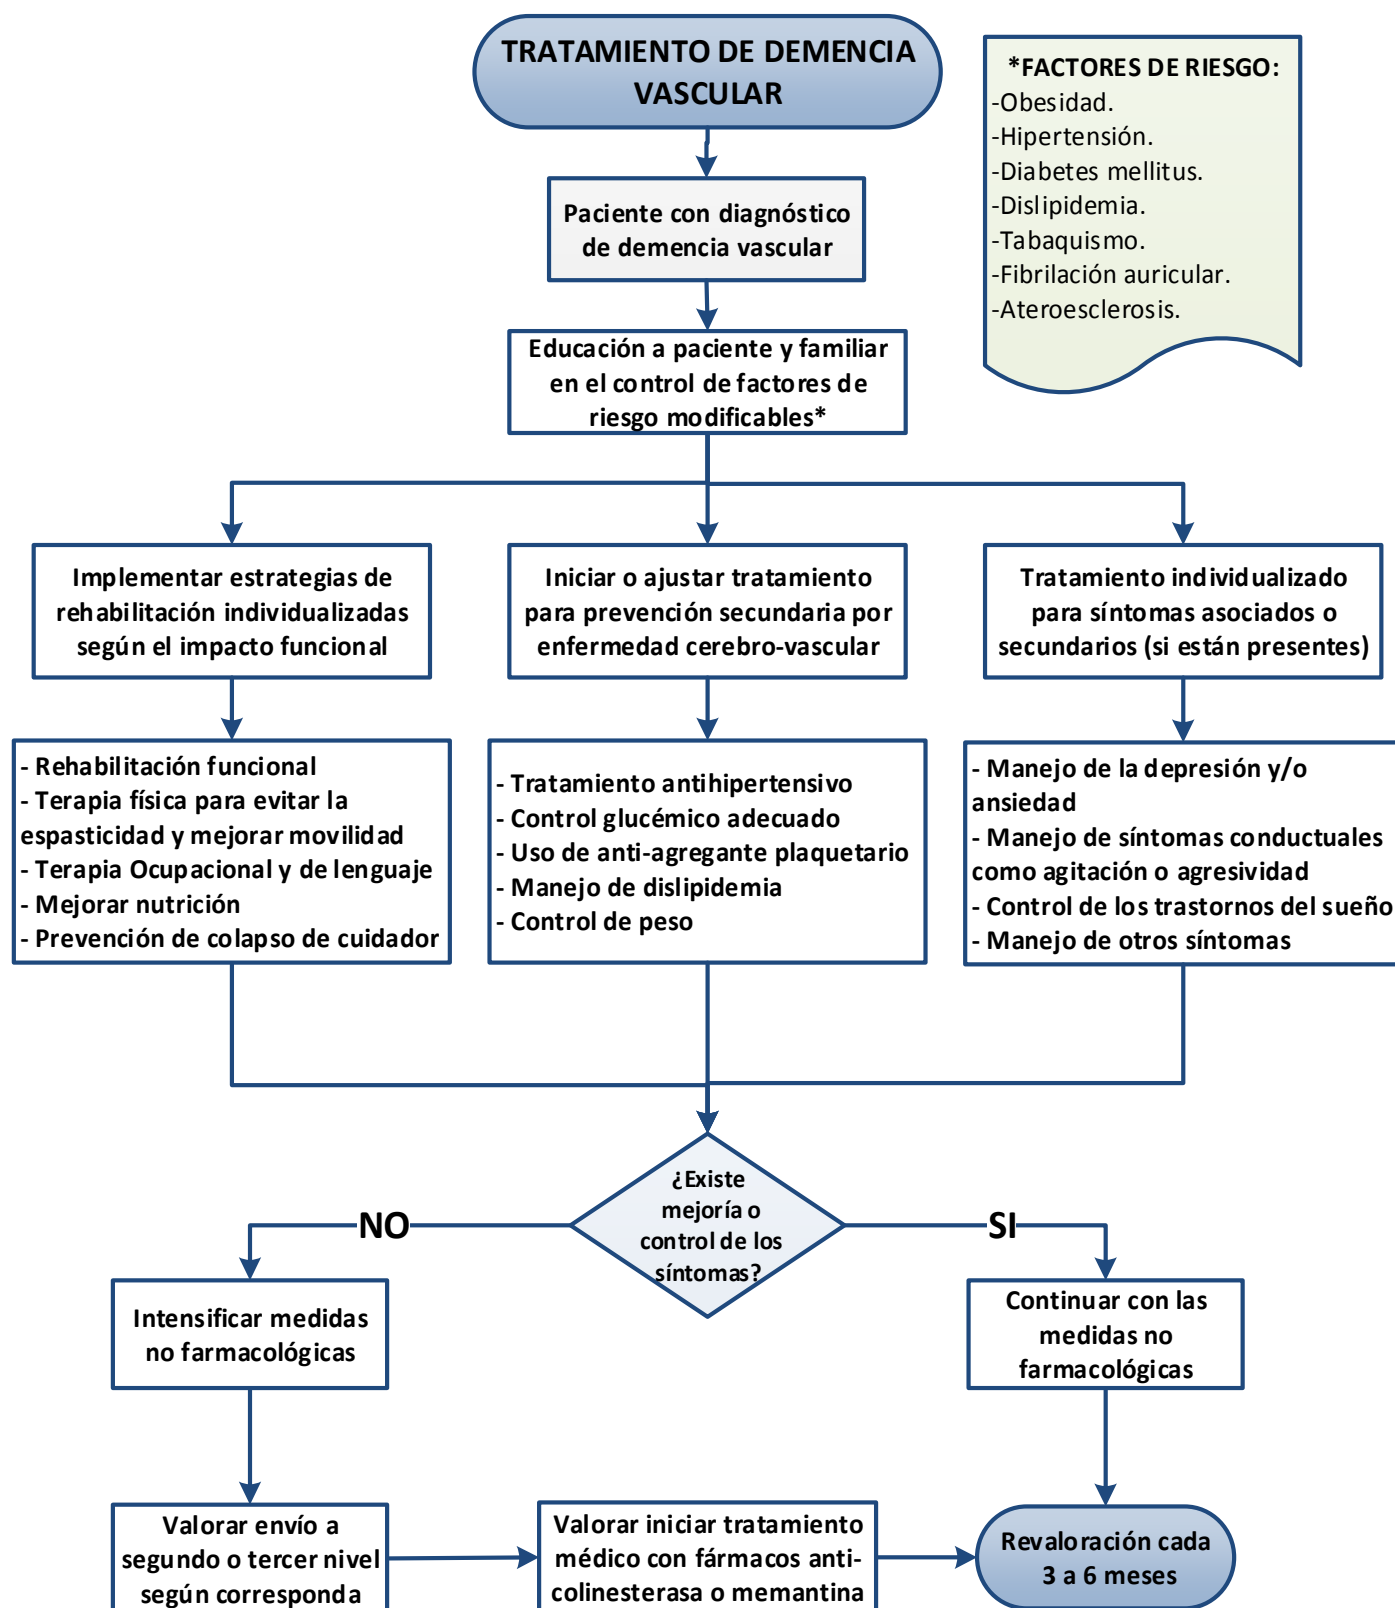 TRATAMIENTO DE DEMENCIA
VASCULAR
*FACTORES DE RIESGO:
-Obesidad.
-Hipertensión.
-Diabetes mellitus.
-Dislipidemia.
-Tabaquismo.
-Fibrilación auricular.
-Ateroesclerosis.
Paciente con diagnóstico
de demencia vascular
Educación a paciente y familiar
en el control de factores de
riesgo modificables*
Implementar estrategias de
rehabilitación individualizadas
según el impacto funcional
Iniciar o ajustar tratamiento
para prevención secundaria por
enfermedad cerebro-vascular
Tratamiento individualizado
para síntomas asociados o
secundarios (si están presentes)
- Rehabilitación funcional
- Terapia física para evitar la
espasticidad y mejorar movilidad
- Terapia Ocupacional y de lenguaje
- Mejorar nutrición
- Prevención de colapso de cuidador
- Tratamiento antihipertensivo
- Control glucémico adecuado
- Uso de anti-agregante plaquetario
- Manejo de dislipidemia
- Control de peso
- Manejo de la depresión y/o
ansiedad
- Manejo de síntomas conductuales
como agitación o agresividad
- Control de los trastornos del sueño
- Manejo de otros síntomas
¿Existe
mejoría o
control de los
síntomas?
NO
SI
Intensificar medidas
no farmacológicas
Continuar con las
medidas no
farmacológicas
Valorar envío a
segundo o tercer nivel
según corresponda
Valorar iniciar tratamiento
médico con fármacos anti-
colinesterasa o memantina
Revaloración cada
3 a 6 meses